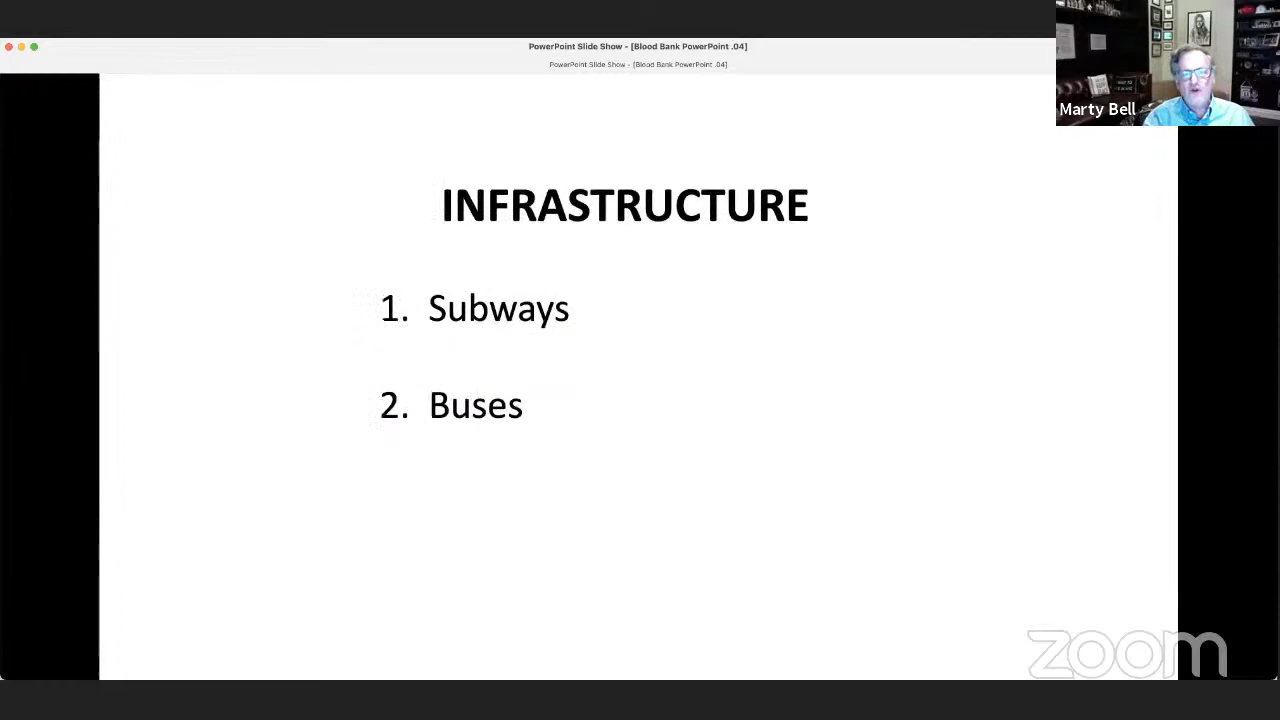 PowerPoint Slide Show - [Blood Bank PowerPoint .04]
PowerPoint Slide Show - [Blood Bank PowerPoint .04]
Marty Bell
INFRASTRUCTURE
1. Subways
2. Buses
zoom